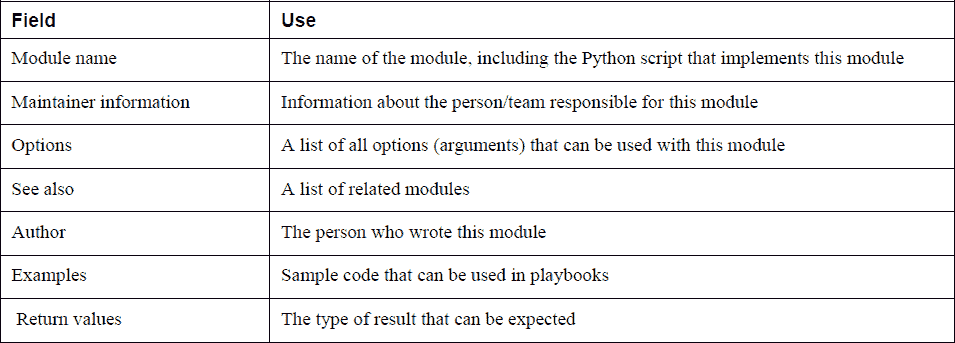 Field Use
Module name The name of the module, including the Python script that implements this module
Maintainer information Information about the person/team responsible for this module
Options A list of all options (arguments) that can be used with this module
See also A list of related modules
Author The person who wrote this module
Examples Sample code that can be used in playbooks
Return values The type of result that can be expected